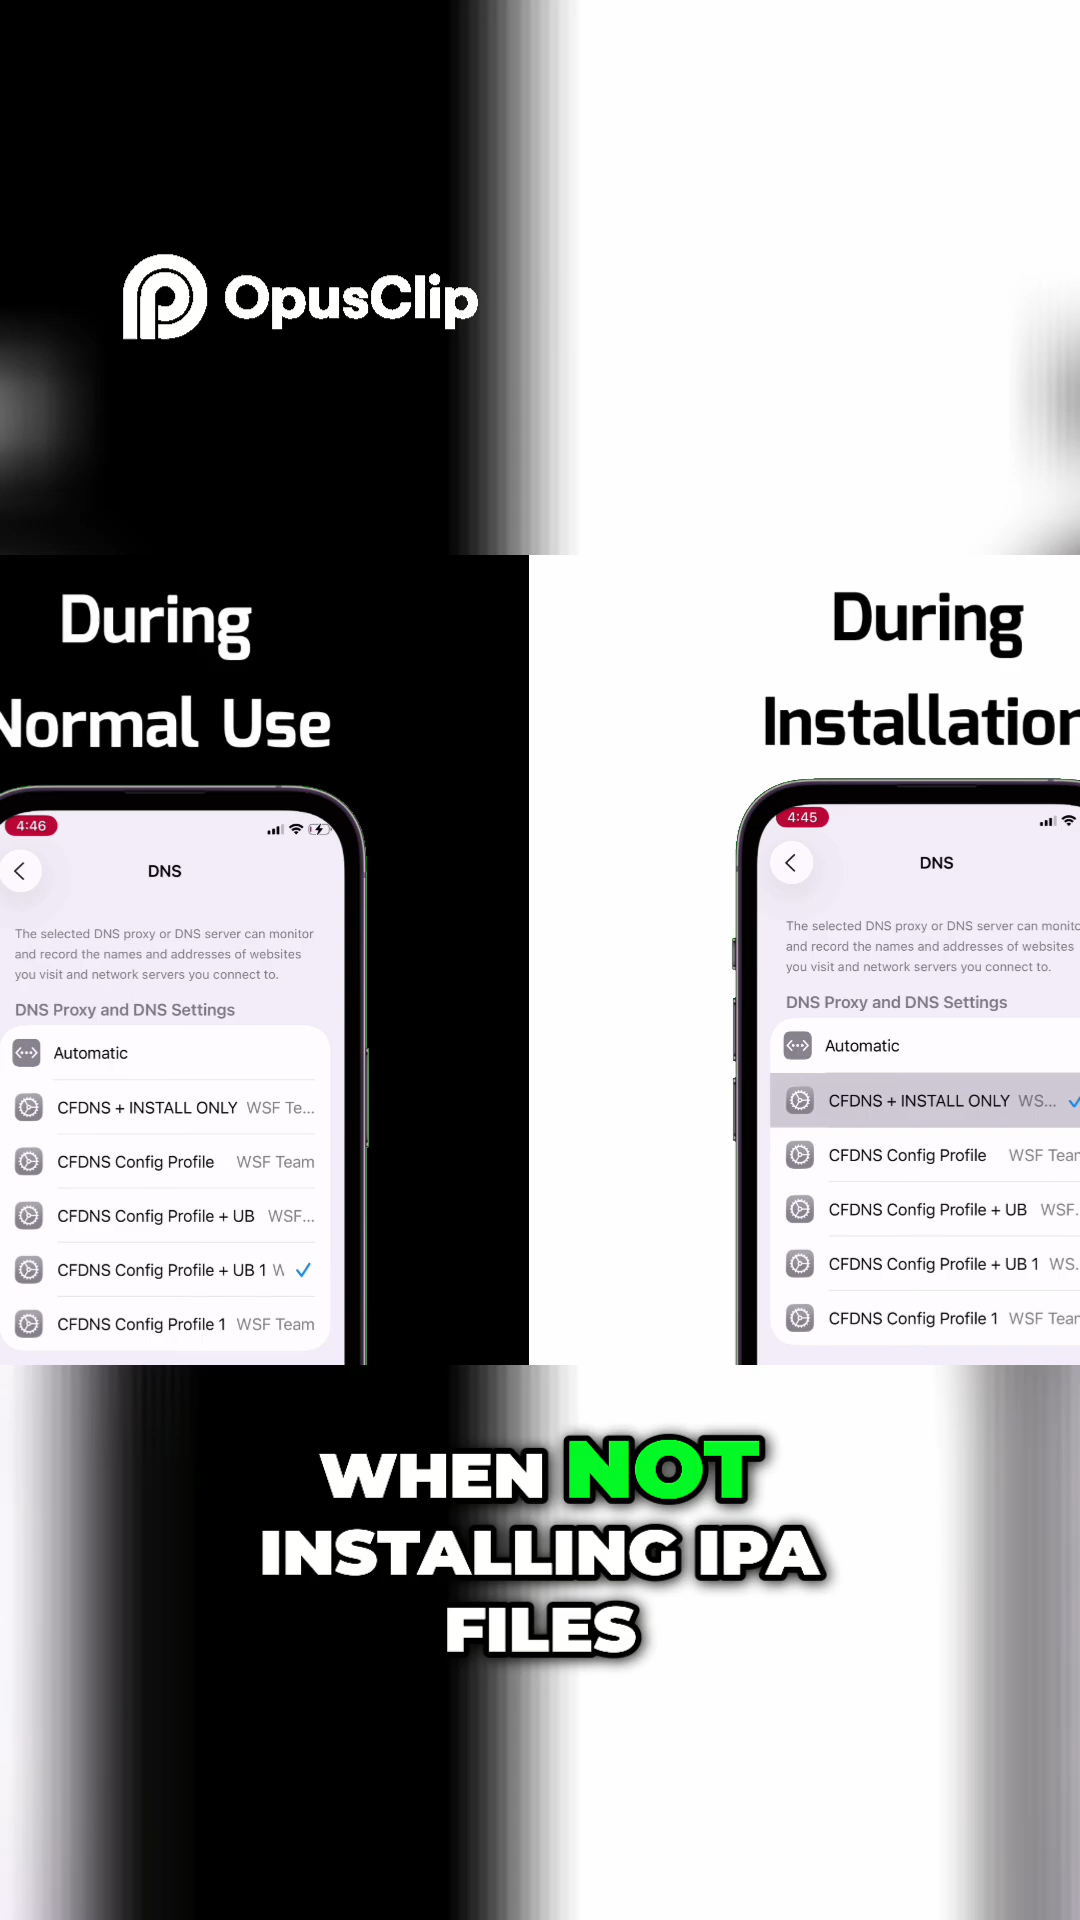 OpusClip
During
Normal Use
4:46
DNS
The selected DNS proxy or DNS server can monitor
and record the names and addresses of websites
you visit and network servers you connect to.
DNS Proxy and DNS Settings
Automatic
CFDNS + INSTALL ONLY WSF Te...
CFDNS Config Profile WSF Team
CFDNS Config Profile + UB WSF...
CFDNS Config Profile + UB 1 W
CFDNS Config Profile 1 WSF Team
During
Installation
4:45
DNS
The selected DNS proxy or DNS server can monito
and record the names and addresses of websites
you visit and network servers you connect to.
DNS Proxy and DNS Settings
Automatic
CFDNS + INSTALL ONLY WS...
CFDNS Config Profile WSF Tear
CFDNS Config Profile + UB WSF.
CFDNS Config Profile + UB 1 WS.
CFDNS Config Profile 1 WSF Tear
WHEN NOT
INSTALLING IPA
FILES